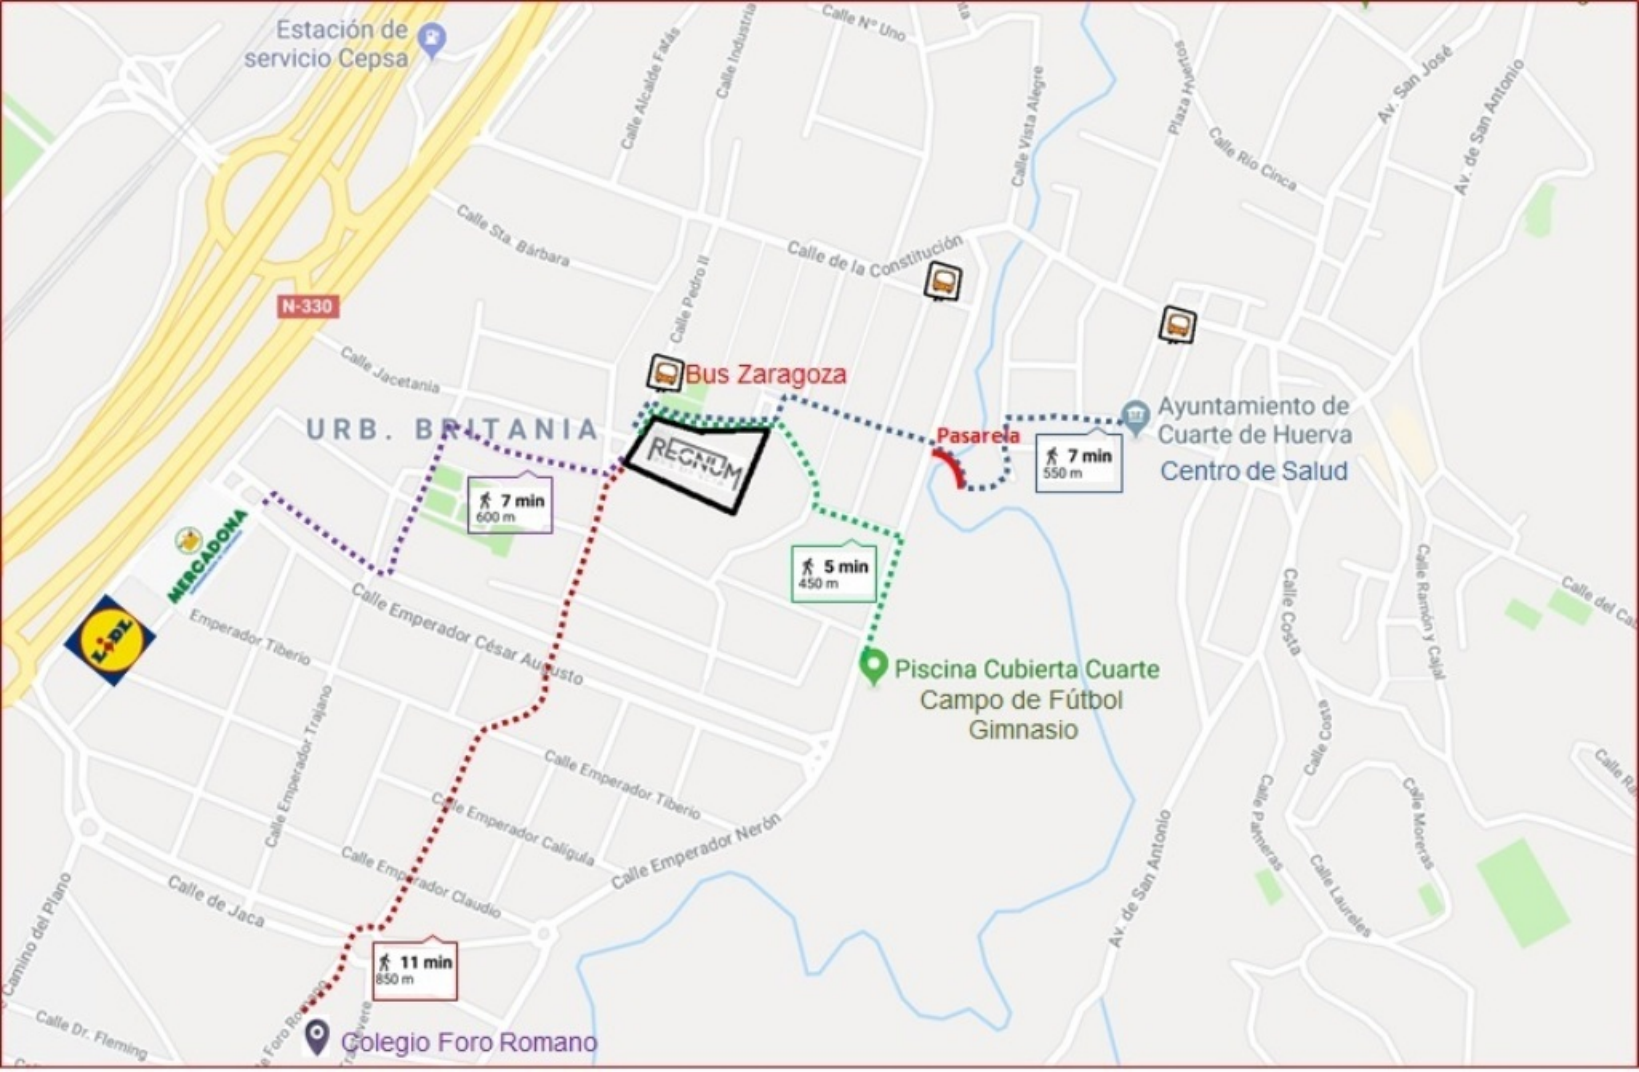 Estación de
servicio Cepsa
Calle Nº Uno
Calle Industria
Calle Alcalde Fafás
Calle Vista Alegre
Plaza Huertos
Av. San José
Av. de San Antonio
Calle Rio Cinca
Calle Sta. Bárbara
Calle de la Constitución
Calle Pedro II
N-330
Calle Jacetania
Bus Zaragoza
URB. BRITANIA
REGNUM
Pasarela
Ayuntamiento de
Cuarte de Huerva
Centro de Salud
7 min
550 m
7 min
600 m
5 min
450 m
MERCADONA
LIDL
Emperador Tiberio
Calle Emperador César Augusto
Calle Emperador Trajano
Piscina Cubierta Cuarte
Campo de Fútbol
Gimnasio
Calle Costa
Calle Ramón y Cajal
Calle Costa
Calle Emperador Tiberio
Calle Emperador Calígula
Calle Emperador Nerón
Calle Emperador Claudio
Calle de Jaca
Camino del Plano
Calle Palmeras
Calle Moreras
Calle Laureles
Av. de San Antonio
11 min
850 m
Calle Dr. Fleming
Foro Romano
Colegio Foro Romano